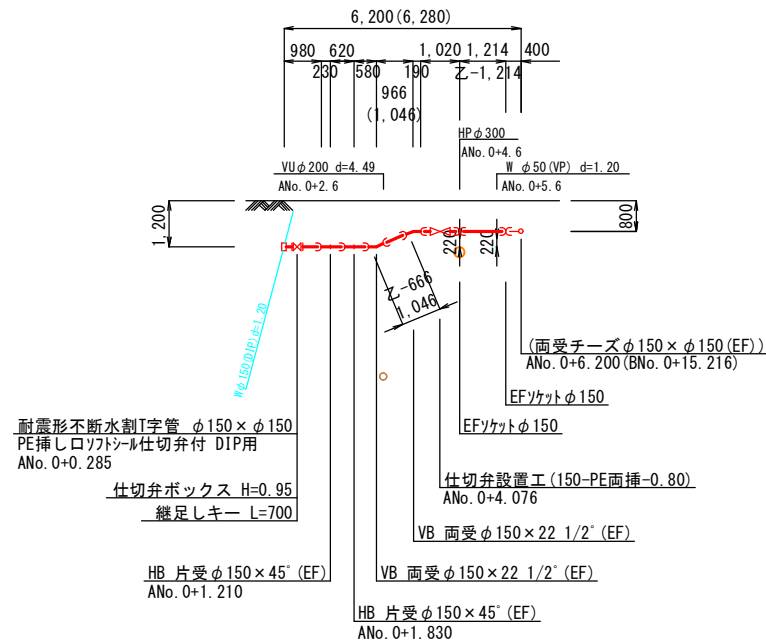 6,200(6,280)
980 620 1,020 1,214 400
230 580 190 乙-1,214
966
(1,046)
HPφ300
ANo.0+4.6
VUφ200 d=4.49
ANo.0+2.6
W φ50(VP) d=1.20
ANo.0+5.6
1,200
800
220
220
乙-666
1,046
Wφ150(DIP)d=1.20
(両受チーズφ150×φ150(EF))
ANo.0+6.200(BNo.0+15.216)
EFソケットφ150
耐震形不断水割T字管 φ150×φ150
PE挿し口ソフトシール仕切弁付 DIP用
ANo.0+0.285
EFソケットφ150
仕切弁設置工(150-PE両挿-0.80)
ANo.0+4.076
仕切弁ボックス H=0.95
継足しキー L=700
VB 両受φ150×22 1/2°(EF)
HB 片受φ150×45°(EF)
ANo.0+1.210
VB 両受φ150×22 1/2°(EF)
HB 片受φ150×45°(EF)
ANo.0+1.830